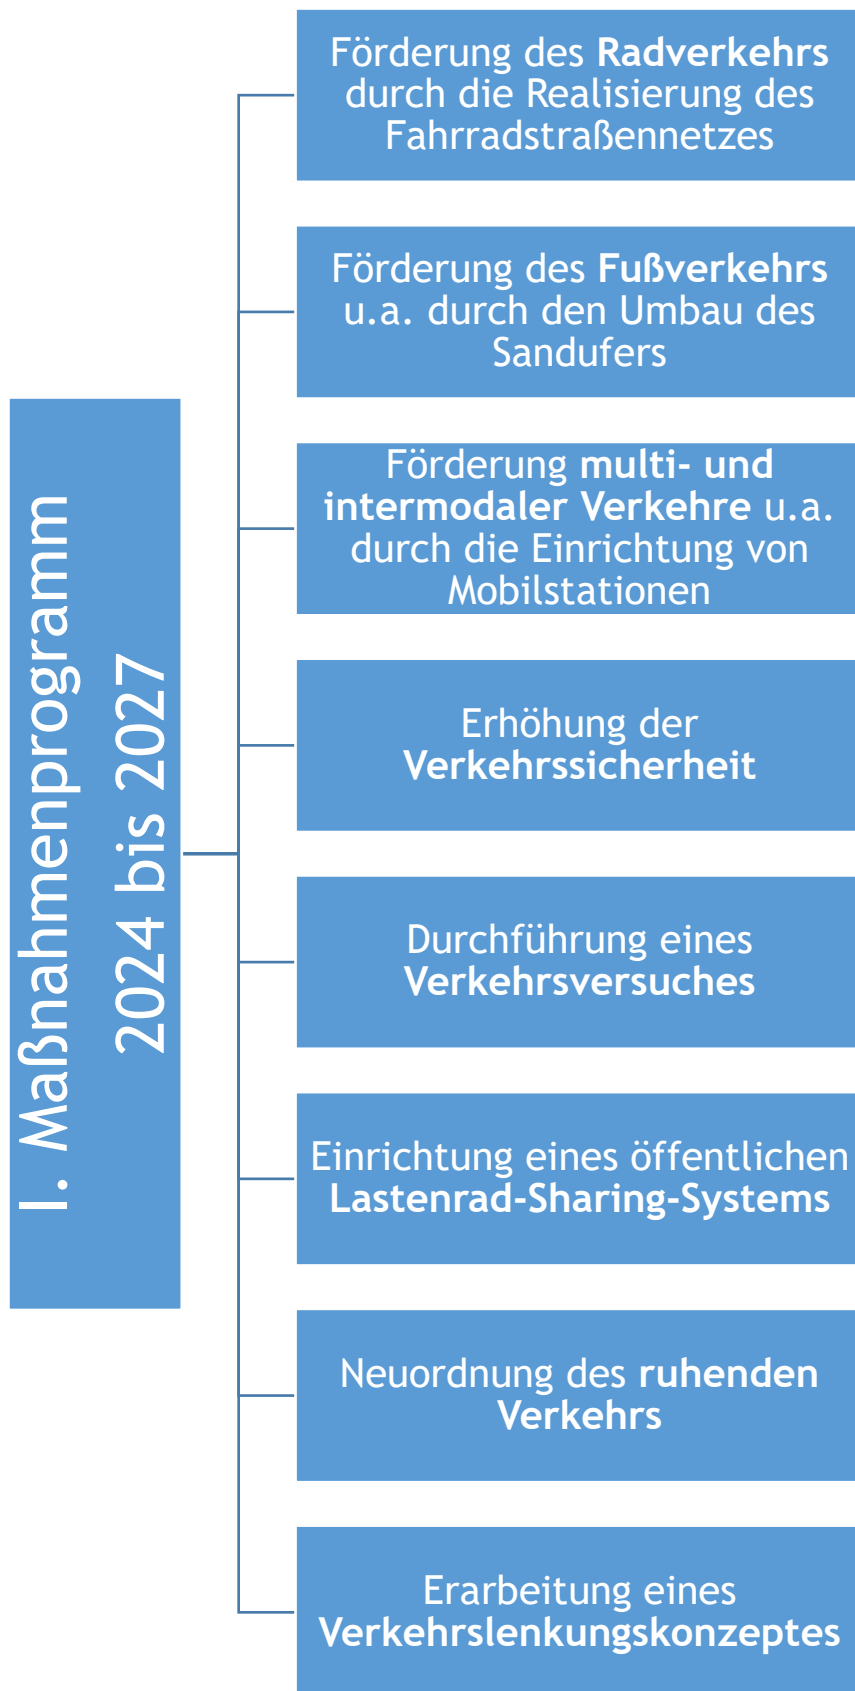 I. Maßnahmenprogramm
2024 bis 2027
Förderung des Radverkehrs
durch die Realisierung des
Fahrradstraßennetzes
Förderung des Fußverkehrs
u.a. durch den Umbau des
Sandufers
Förderung multi- und
intermodaler Verkehre u.a.
durch die Einrichtung von
Mobilstationen
Erhöhung der
Verkehrssicherheit
Durchführung eines
Verkehrsversuches
Einrichtung eines öffentlichen
Lastenrad-Sharing-Systems
Neuordnung des ruhenden
Verkehrs
Erarbeitung eines
Verkehrslenkungskonzeptes